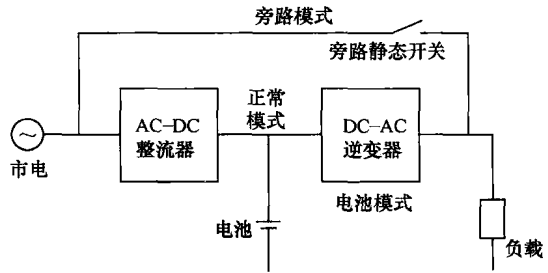 旁路模式
旁路静态开关
AC-DC
整流器
正常
模式
DC-AC
逆变器
市电
电池模式
电池
负载